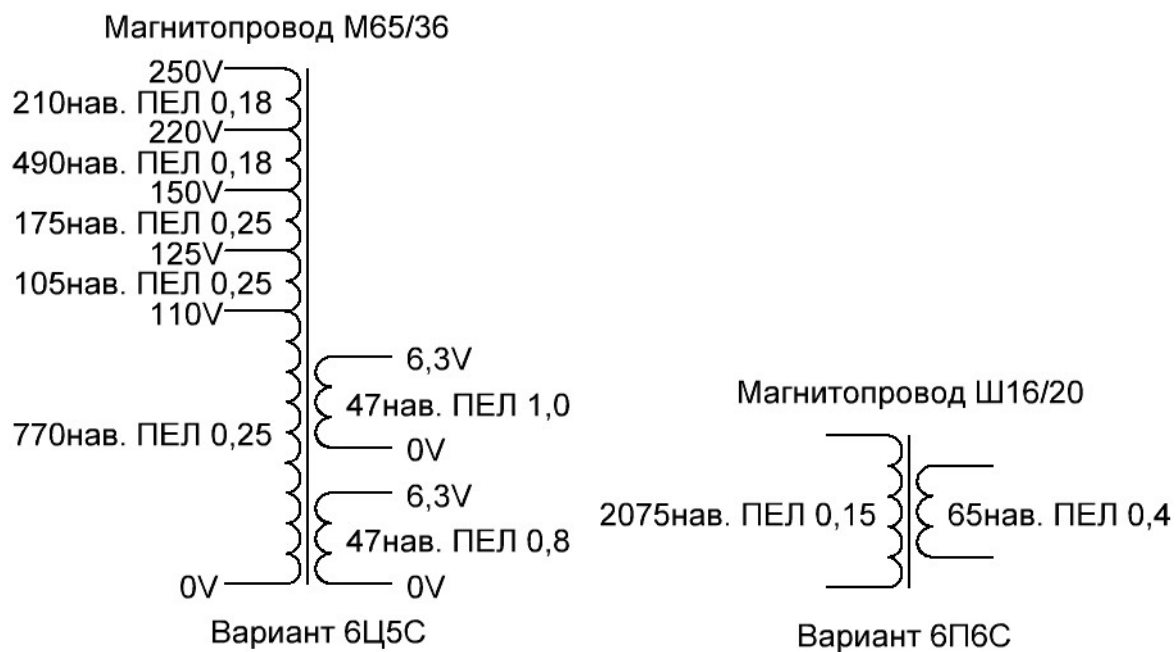 Магнитопровод М65/36
250V
210нав. ПЕЛ 0,18
220V
490нав. ПЕЛ 0,18
150V
175нав. ПЕЛ 0,25
125V
105нав. ПЕЛ 0,25
110V
770нав. ПЕЛ 0,25
0V
6,3V
47нав. ПЕЛ 1,0
0V
6,3V
47нав. ПЕЛ 0,8
0V
Вариант 6Ц5С
Магнитопровод Ш16/20
2075нав. ПЕЛ 0,15
65нав. ПЕЛ 0,4
Вариант 6П6С